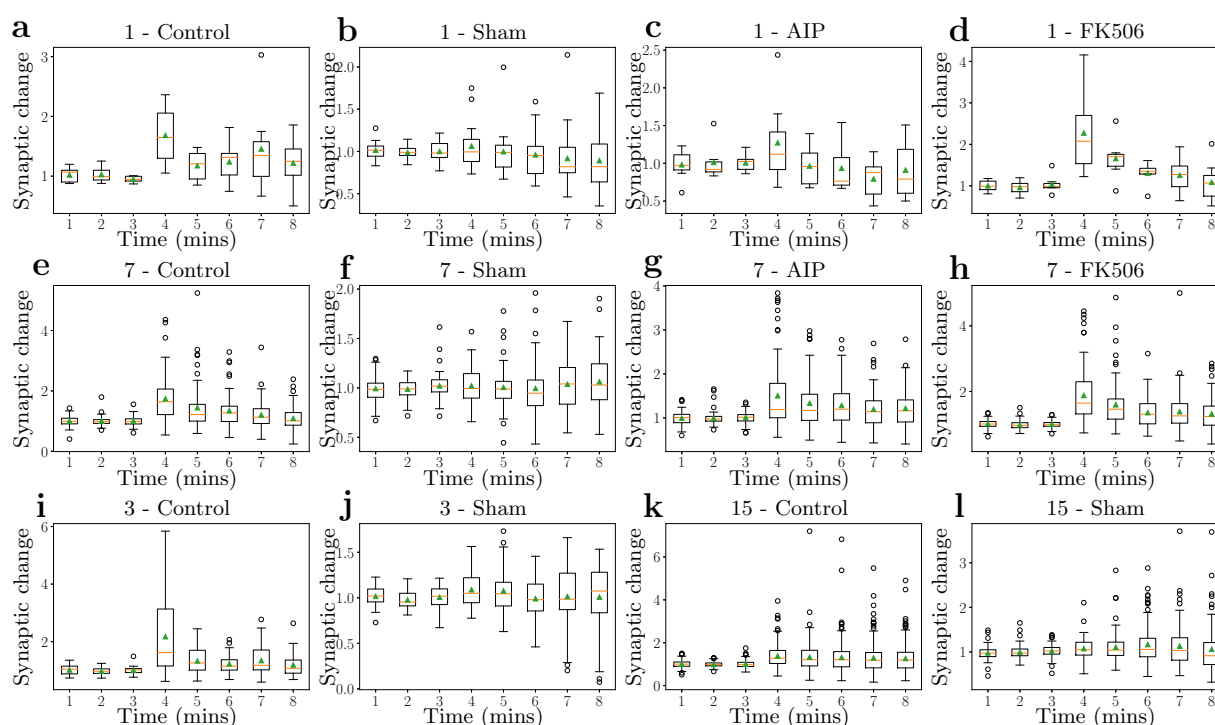 a 1 - Control
b 1 - Sham
c 1 - AIP
d 1 - FK506
Synaptic change
3
2
1
1 2 3 4 5 6 7 8
Time (mins)
Synaptic change
2.0
1.5
1.0
0.5
1 2 3 4 5 6 7 8
Time (mins)
Synaptic change
2.5
2.0
1.5
1.0
0.5
1 2 3 4 5 6 7 8
Time (mins)
Synaptic change
4
3
2
1
1 2 3 4 5 6 7 8
Time (mins)
e 7 - Control
f 7 - Sham
g 7 - AIP
h 7 - FK506
Synaptic change
4
2
0
1 2 3 4 5 6 7 8
Time (mins)
Synaptic change
2.0
1.5
1.0
0.5
1 2 3 4 5 6 7 8
Time (mins)
Synaptic change
4
3
2
1
0
1 2 3 4 5 6 7 8
Time (mins)
Synaptic change
4
2
1 2 3 4 5 6 7 8
Time (mins)
i 3 - Control
j 3 - Sham
k 15 - Control
l 15 - Sham
Synaptic change
6
4
2
1 2 3 4 5 6 7 8
Time (mins)
Synaptic change
1.5
1.0
0.5
0.0
1 2 3 4 5 6 7 8
Time (mins)
Synaptic change
6
4
2
0
1 2 3 4 5 6 7 8
Time (mins)
Synaptic change
3
2
1
1 2 3 4 5 6 7 8
Time (mins)